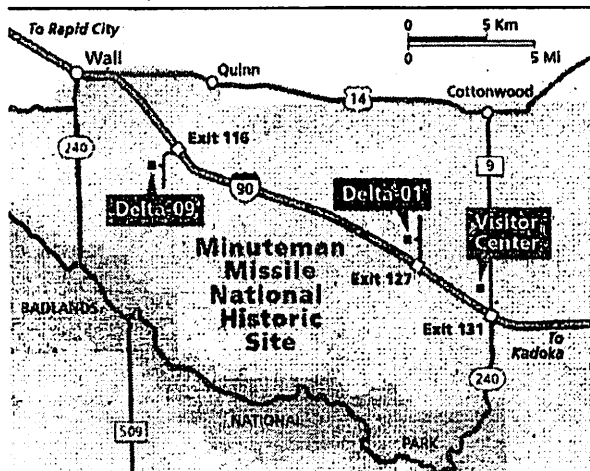 To Rapid City
0 5 Km
0 5 Mi
Wall
Quinn
14
Cottonwood
240
Exit 116
9
90
Delta-09
Delta-01
Visitor
Center
Minuteman
Missile
National
Historic
Site
Exit 127
BADLANDS
Exit 131
To
Kadoka
240
509
NATIONAL
PARK